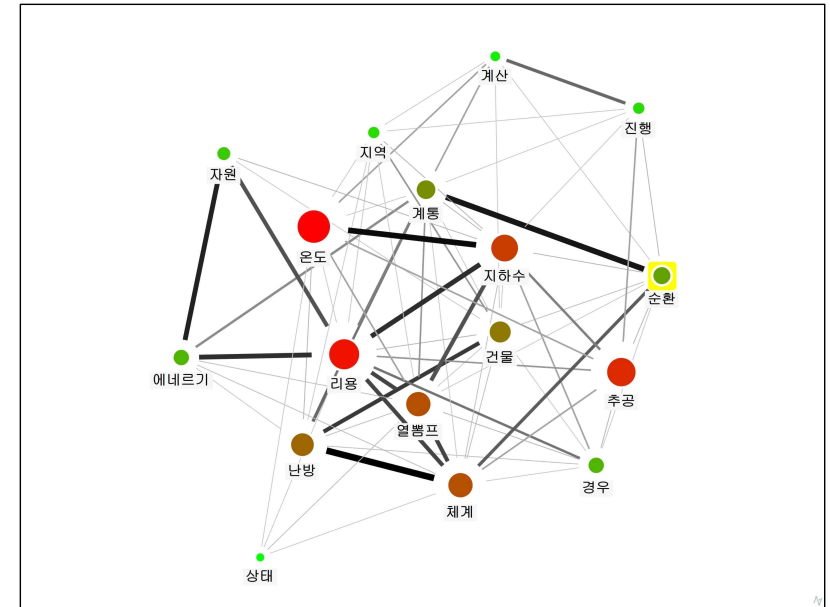 계산
진행
지역
자원
계통
온도
지하수
순환
건물
에네르기
리용
추공
열뽐프
난방
경우
체계
상태